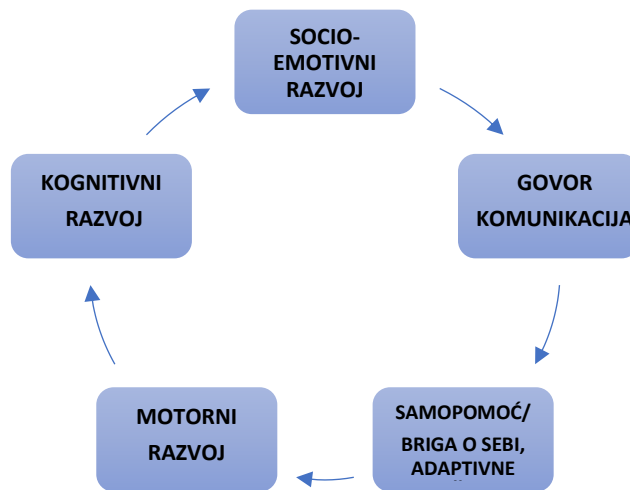 SOCIO-
EMOTIVNI
RAZVOJ
GOVOR
KOMUNIKACIJA
SAMOPOMOĆ/
BRIGA O SEBI,
ADAPTIVNE
MOTORNI
RAZVOJ
KOGNITIVNI
RAZVOJ